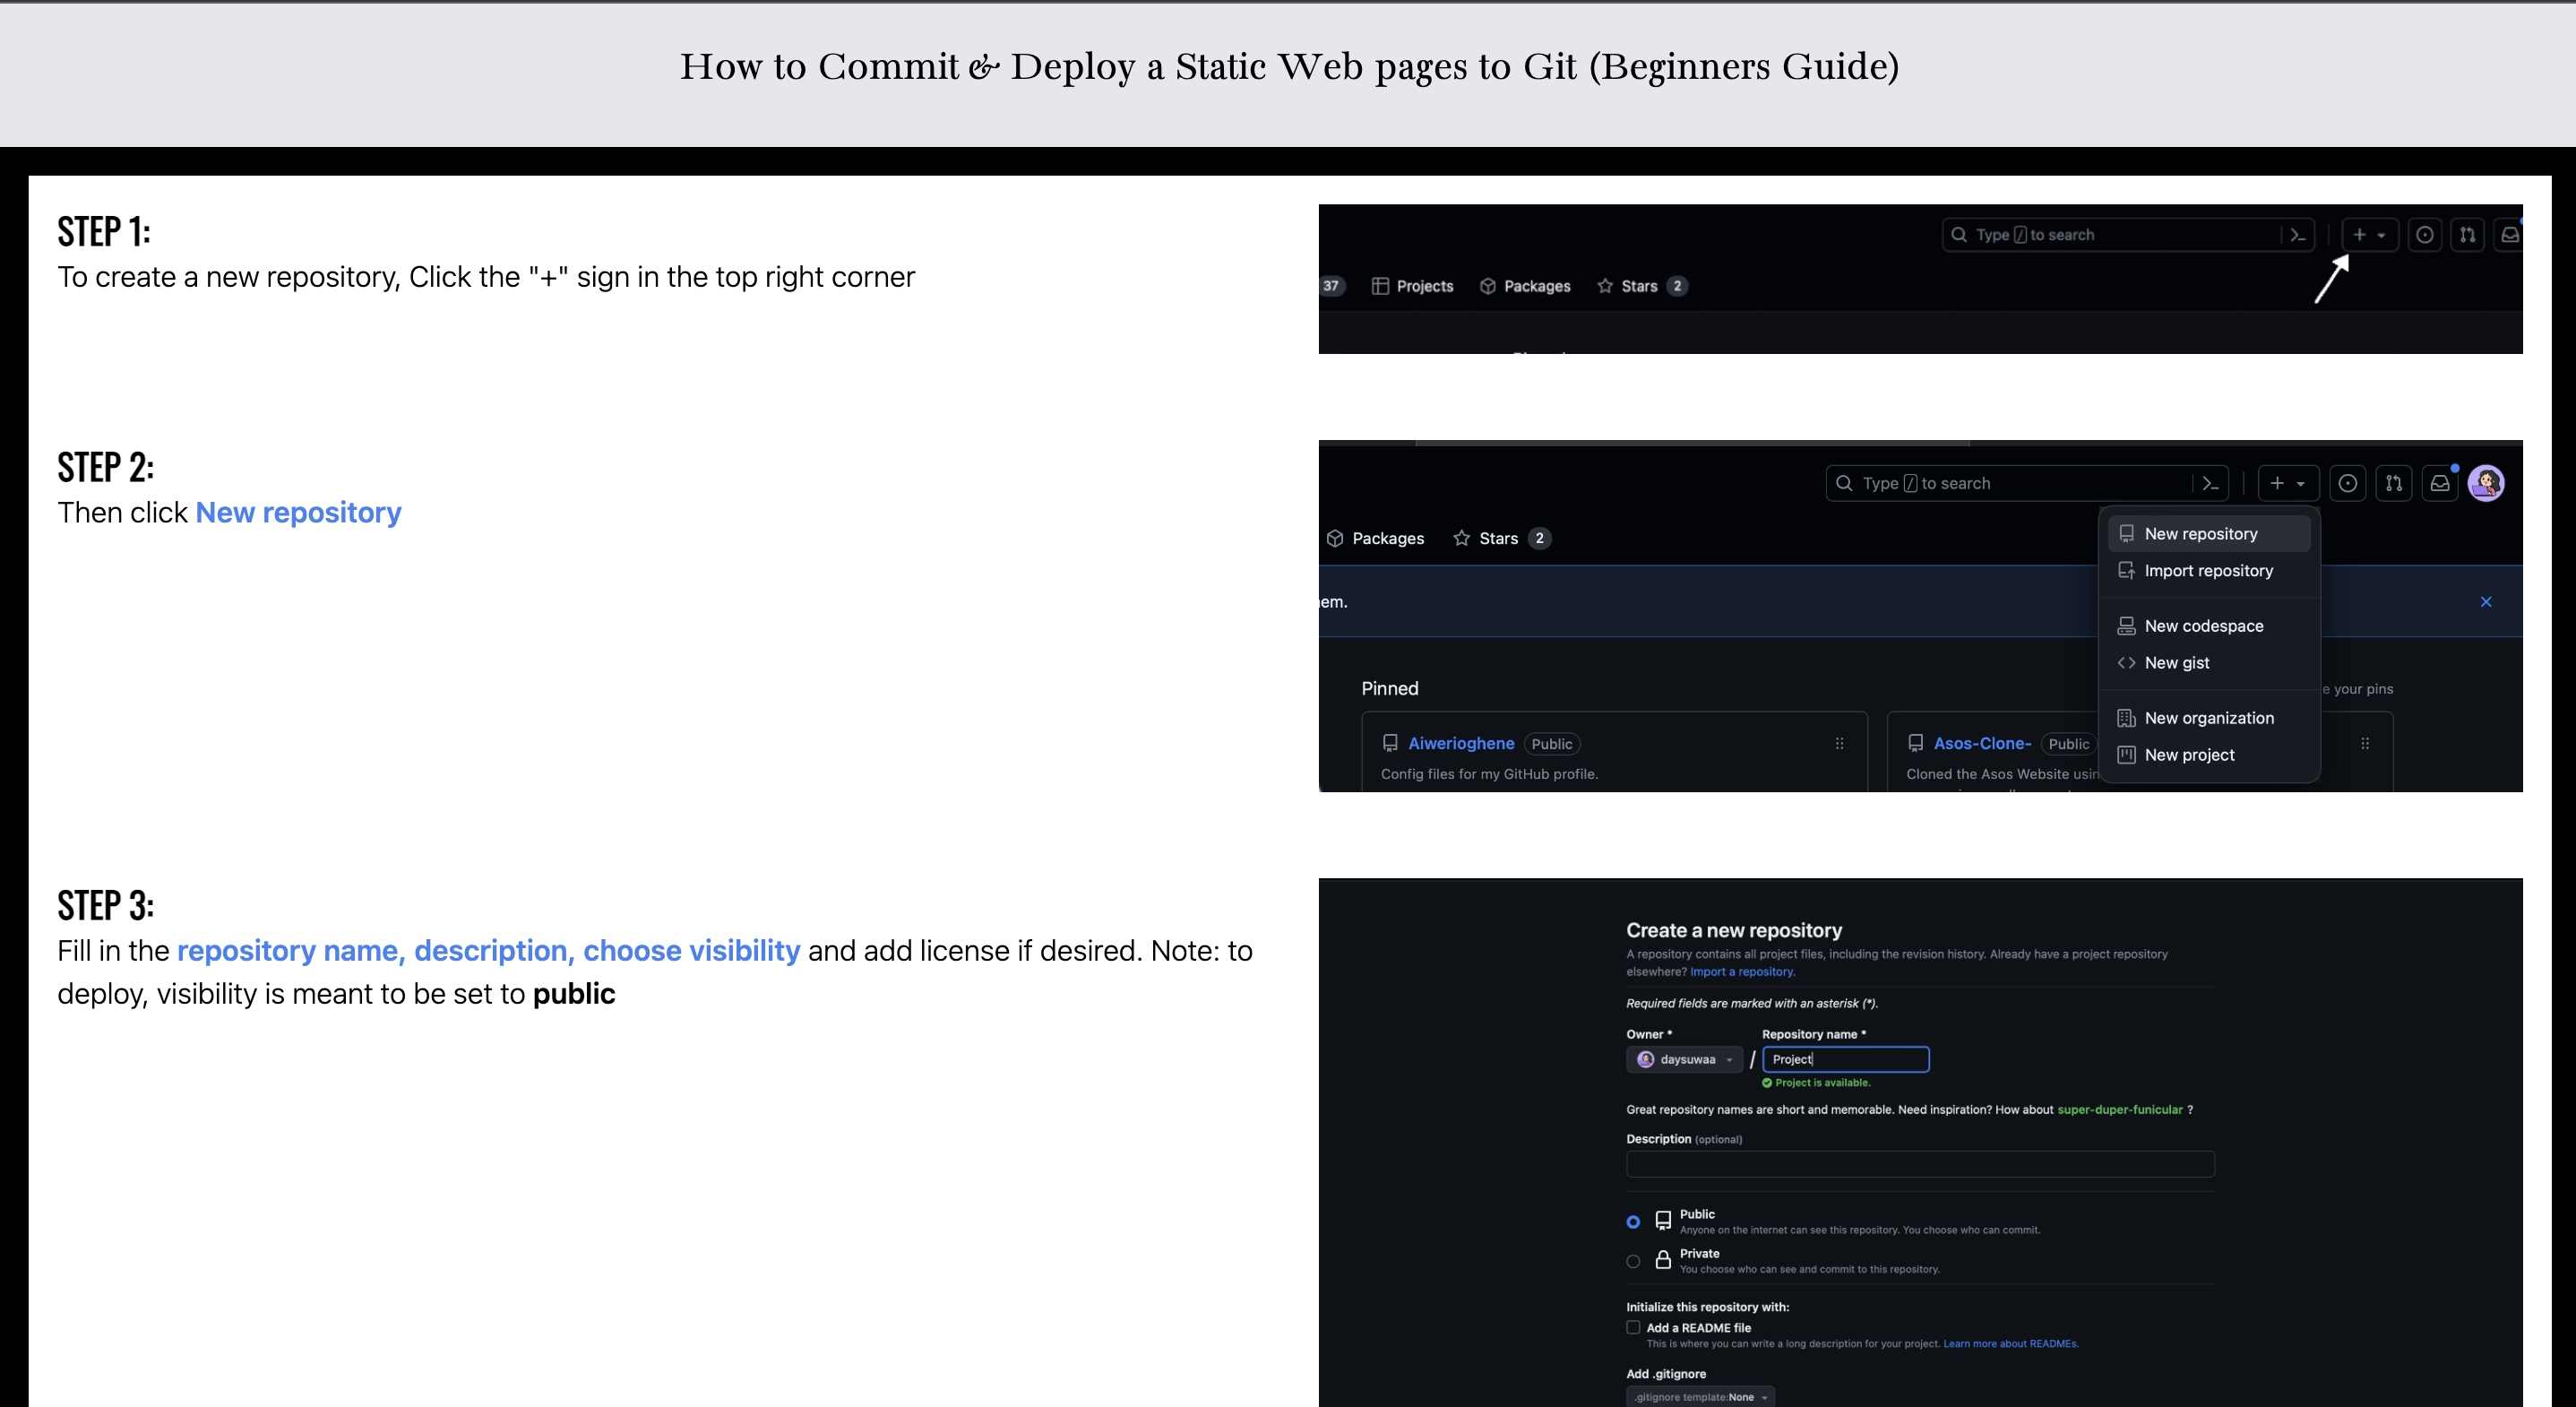 How to Commit & Deploy a Static Web pages to Git (Beginners Guide)
STEP 1:
To create a new repository, Click the "+" sign in the top right corner
Type / to search
37 Projects Packages Stars 2
STEP 2:
Then click New repository
Type / to search
Packages Stars 2
New repository
Import repository
New codespace
New gist
New organization
New project
em.
Pinned
e your pins
Aiwerioghene Public
Config files for my GitHub profile.
Asos-Clone- Public
Cloned the Asos Website usin
STEP 3:
Fill in the repository name, description, choose visibility and add license if desired. Note: to
deploy, visibility is meant to be set to public
Create a new repository
A repository contains all project files, including the revision history. Already have a project repository
elsewhere? Import a repository.
Required fields are marked with an asterisk (*).
Owner * Repository name *
daysuwaa / Project
Project is available.
Great repository names are short and memorable. Need inspiration? How about super-duper-funicular ?
Description (optional)
Public
Anyone on the internet can see this repository. You choose who can commit.
Private
You choose who can see and commit to this repository.
Initialize this repository with:
Add a README file
This is where you can write a long description for your project. Learn more about READMEs.
Add .gitignore
.gitignore template:None